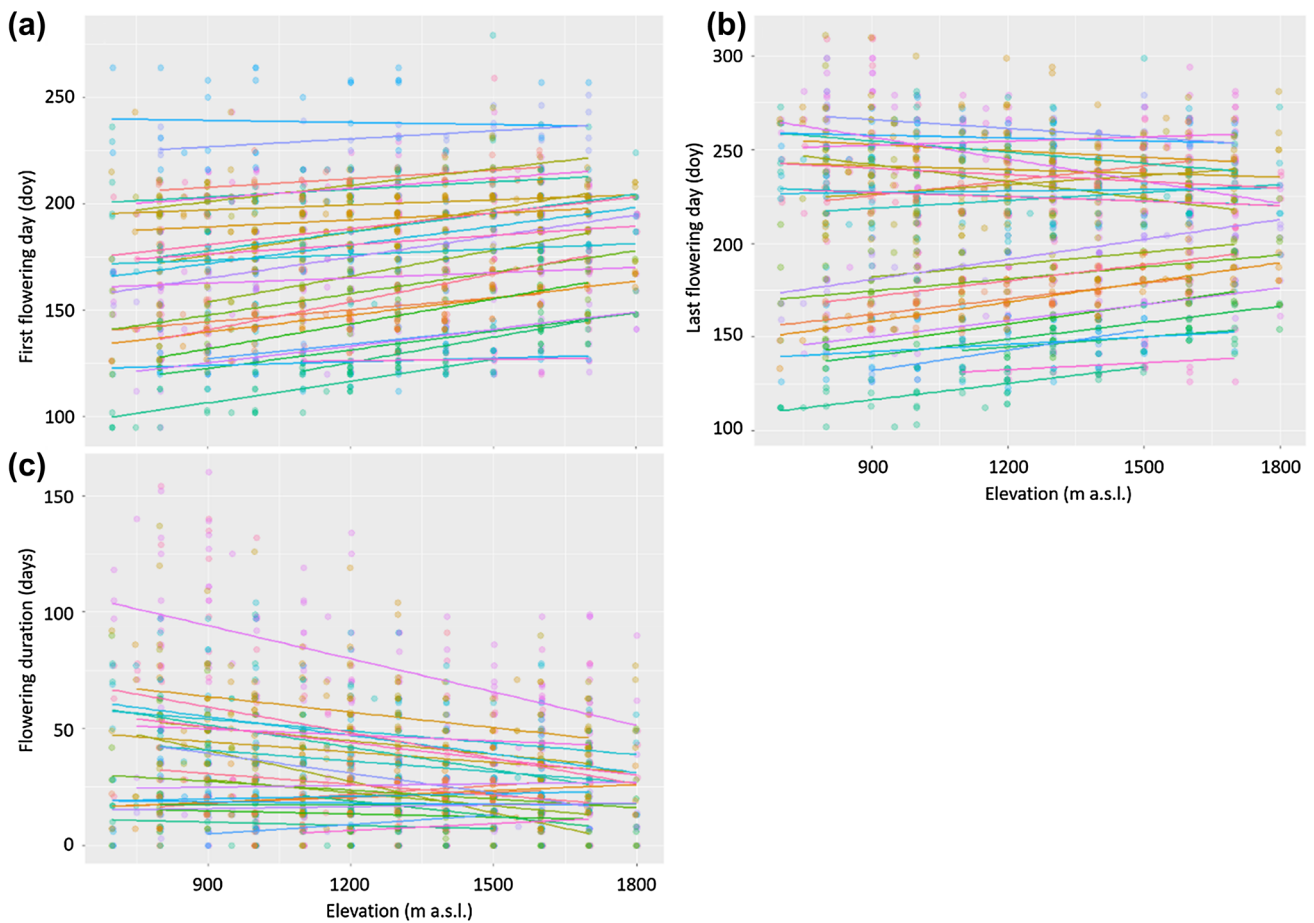 (a)
First flowering day (doy)
250
200
150
100
(b)
Last flowering day (doy)
300
250
200
150
100
900 1200 1500 1800
Elevation (m a.s.l.)
(c)
Flowering duration (days)
150
100
50
0
900 1200 1500 1800
Elevation (m a.s.l.)